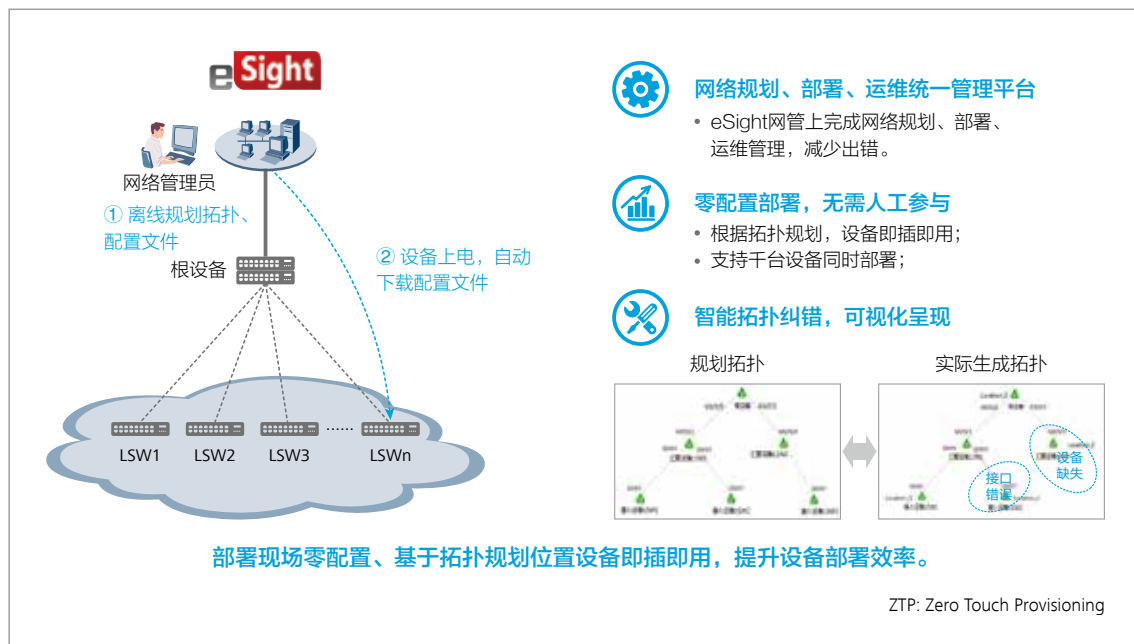 eSight
网络管理员
① 离线规划拓扑、
配置文件
根设备
② 设备上电，自动
下载配置文件
LSW1
LSW2
LSW3
······
LSWn
网络规划、部署、运维统一管理平台
• eSight网管上完成网络规划、部署、
运维管理，减少出错。
零配置部署，无需人工参与
• 根据拓扑规划，设备即插即用；
• 支持千台设备同时部署；
智能拓扑纠错，可视化呈现
规划拓扑
实际生成拓扑
设备
缺失
接口
错误
部署现场零配置、基于拓扑规划位置设备即插即用，提升设备部署效率。
ZTP: Zero Touch Provisioning